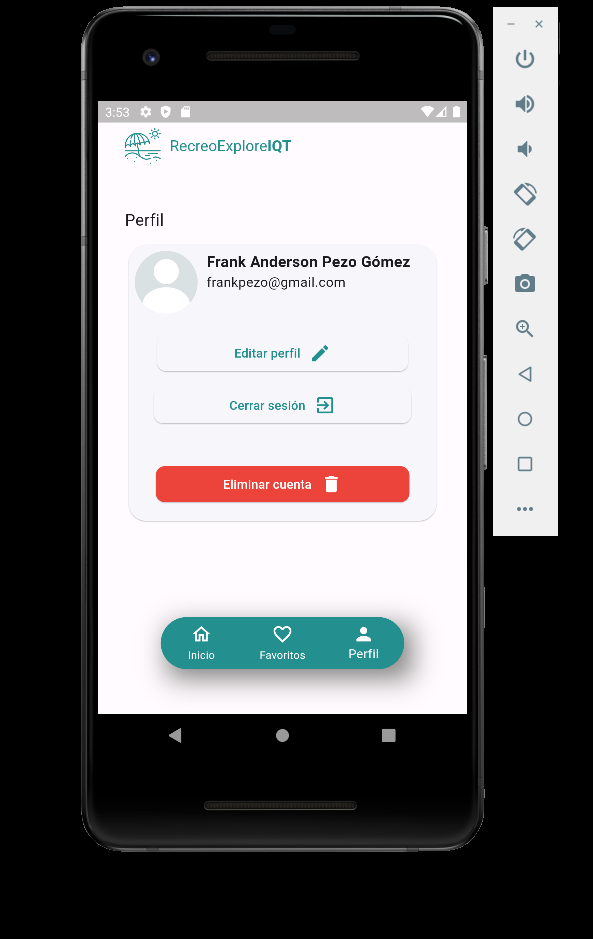 3:53
RecreoExploreIQT
Perfil
Frank Anderson Pezo Gómez
frankpezo@gmail.com
Editar perfil
Cerrar sesión
Eliminar cuenta
Inicio Favoritos Perfil